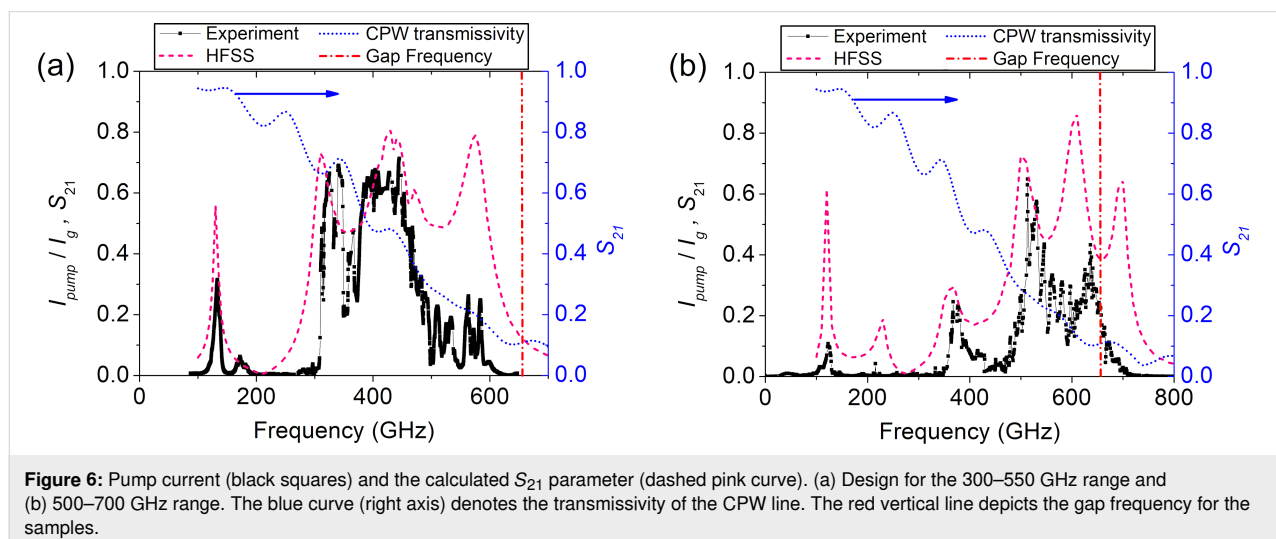 (a)
Experiment
CPW transmissivity
HFSS
Gap Frequency
1.0
0.8
0.6
0.4
0.2
0.0
I_pump / I_g , S_21
0
200
400
600
Frequency (GHz)
1.0
0.8
0.6
0.4
0.2
0.0
S_21
(b)
Experiment
CPW transmissivity
HFSS
Gap Frequency
1.0
0.8
0.6
0.4
0.2
0.0
I_pump / I_g , S_21
0
200
400
600
800
Frequency (GHz)
1.0
0.8
0.6
0.4
0.2
0.0
S_21
Figure 6: Pump current (black squares) and the calculated S_21 parameter (dashed pink curve). (a) Design for the 300–550 GHz range and
(b) 500–700 GHz range. The blue curve (right axis) denotes the transmissivity of the CPW line. The red vertical line depicts the gap frequency for the
samples.